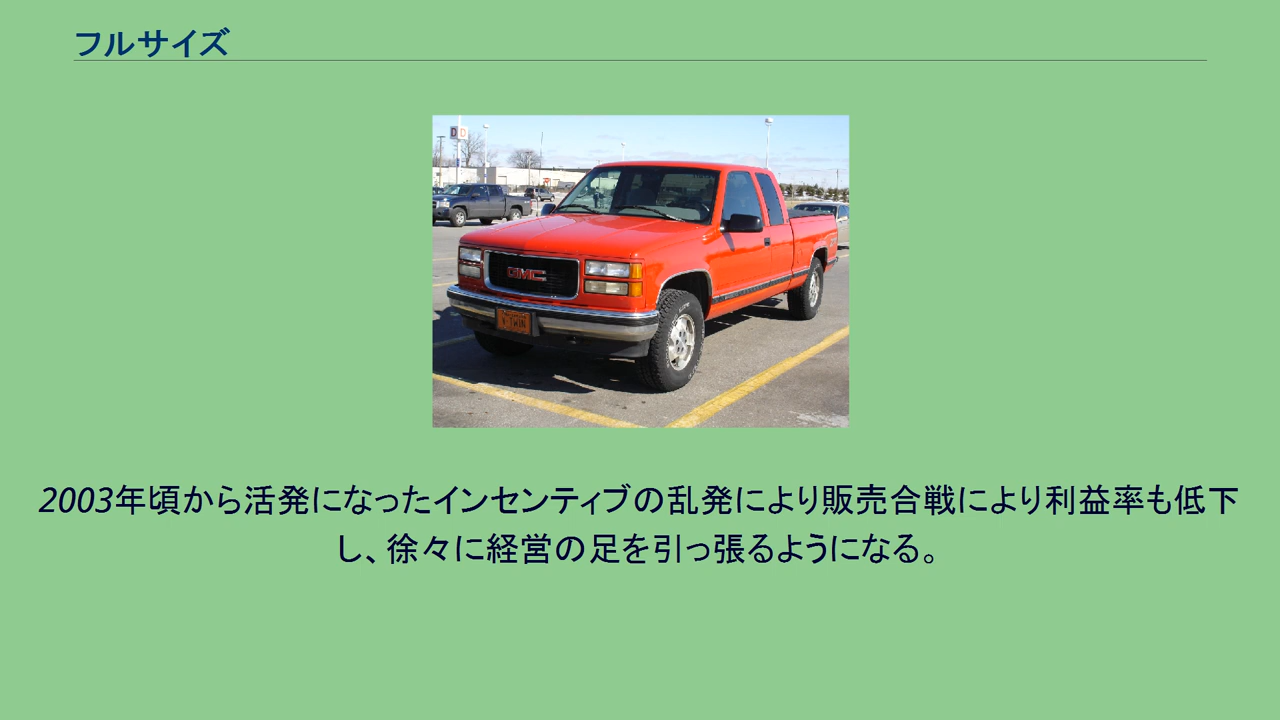 フルサイズ
D D
GMC
V-TWIN
2003年頃から活発になったインセンティブの乱発により販売合戦により利益率も低下
し、徐々に経営の足を引っ張るようになる。